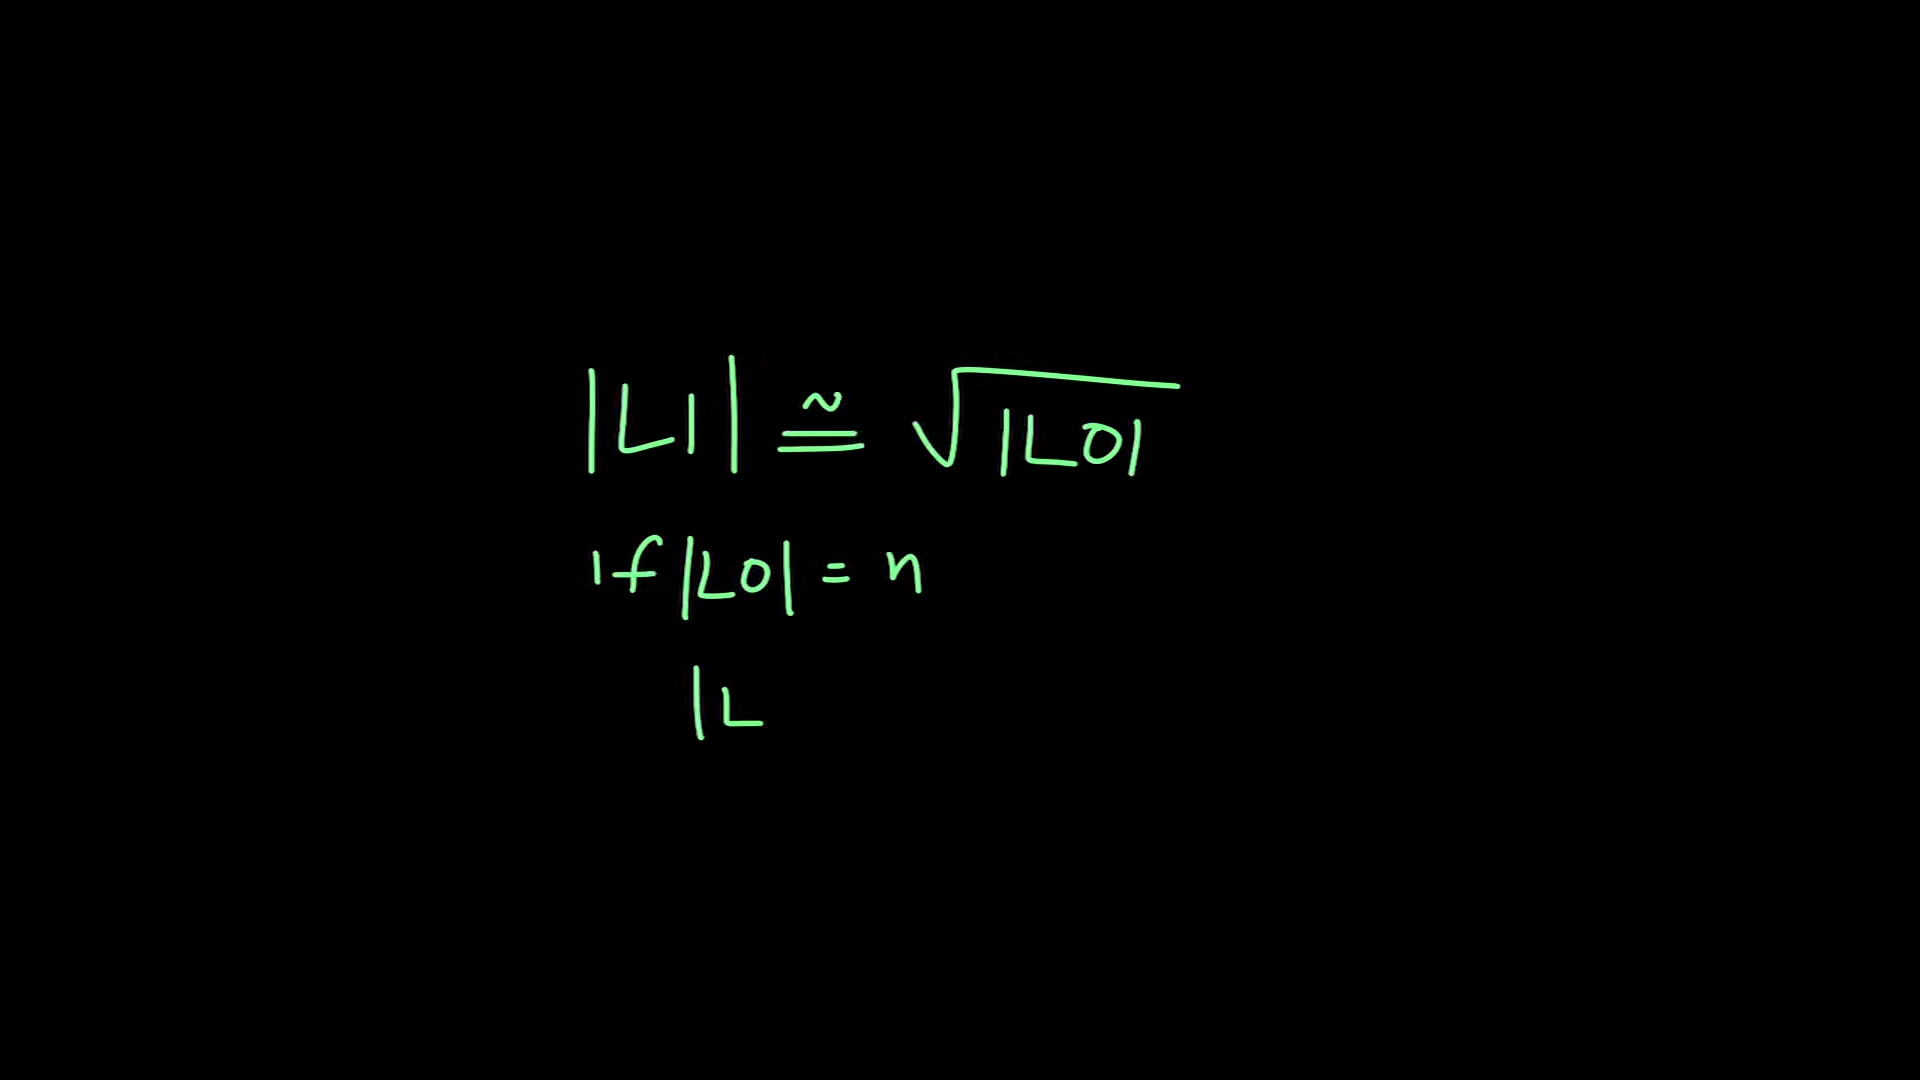 |L1| ≅ √|L0|
If |L0| = n
|L